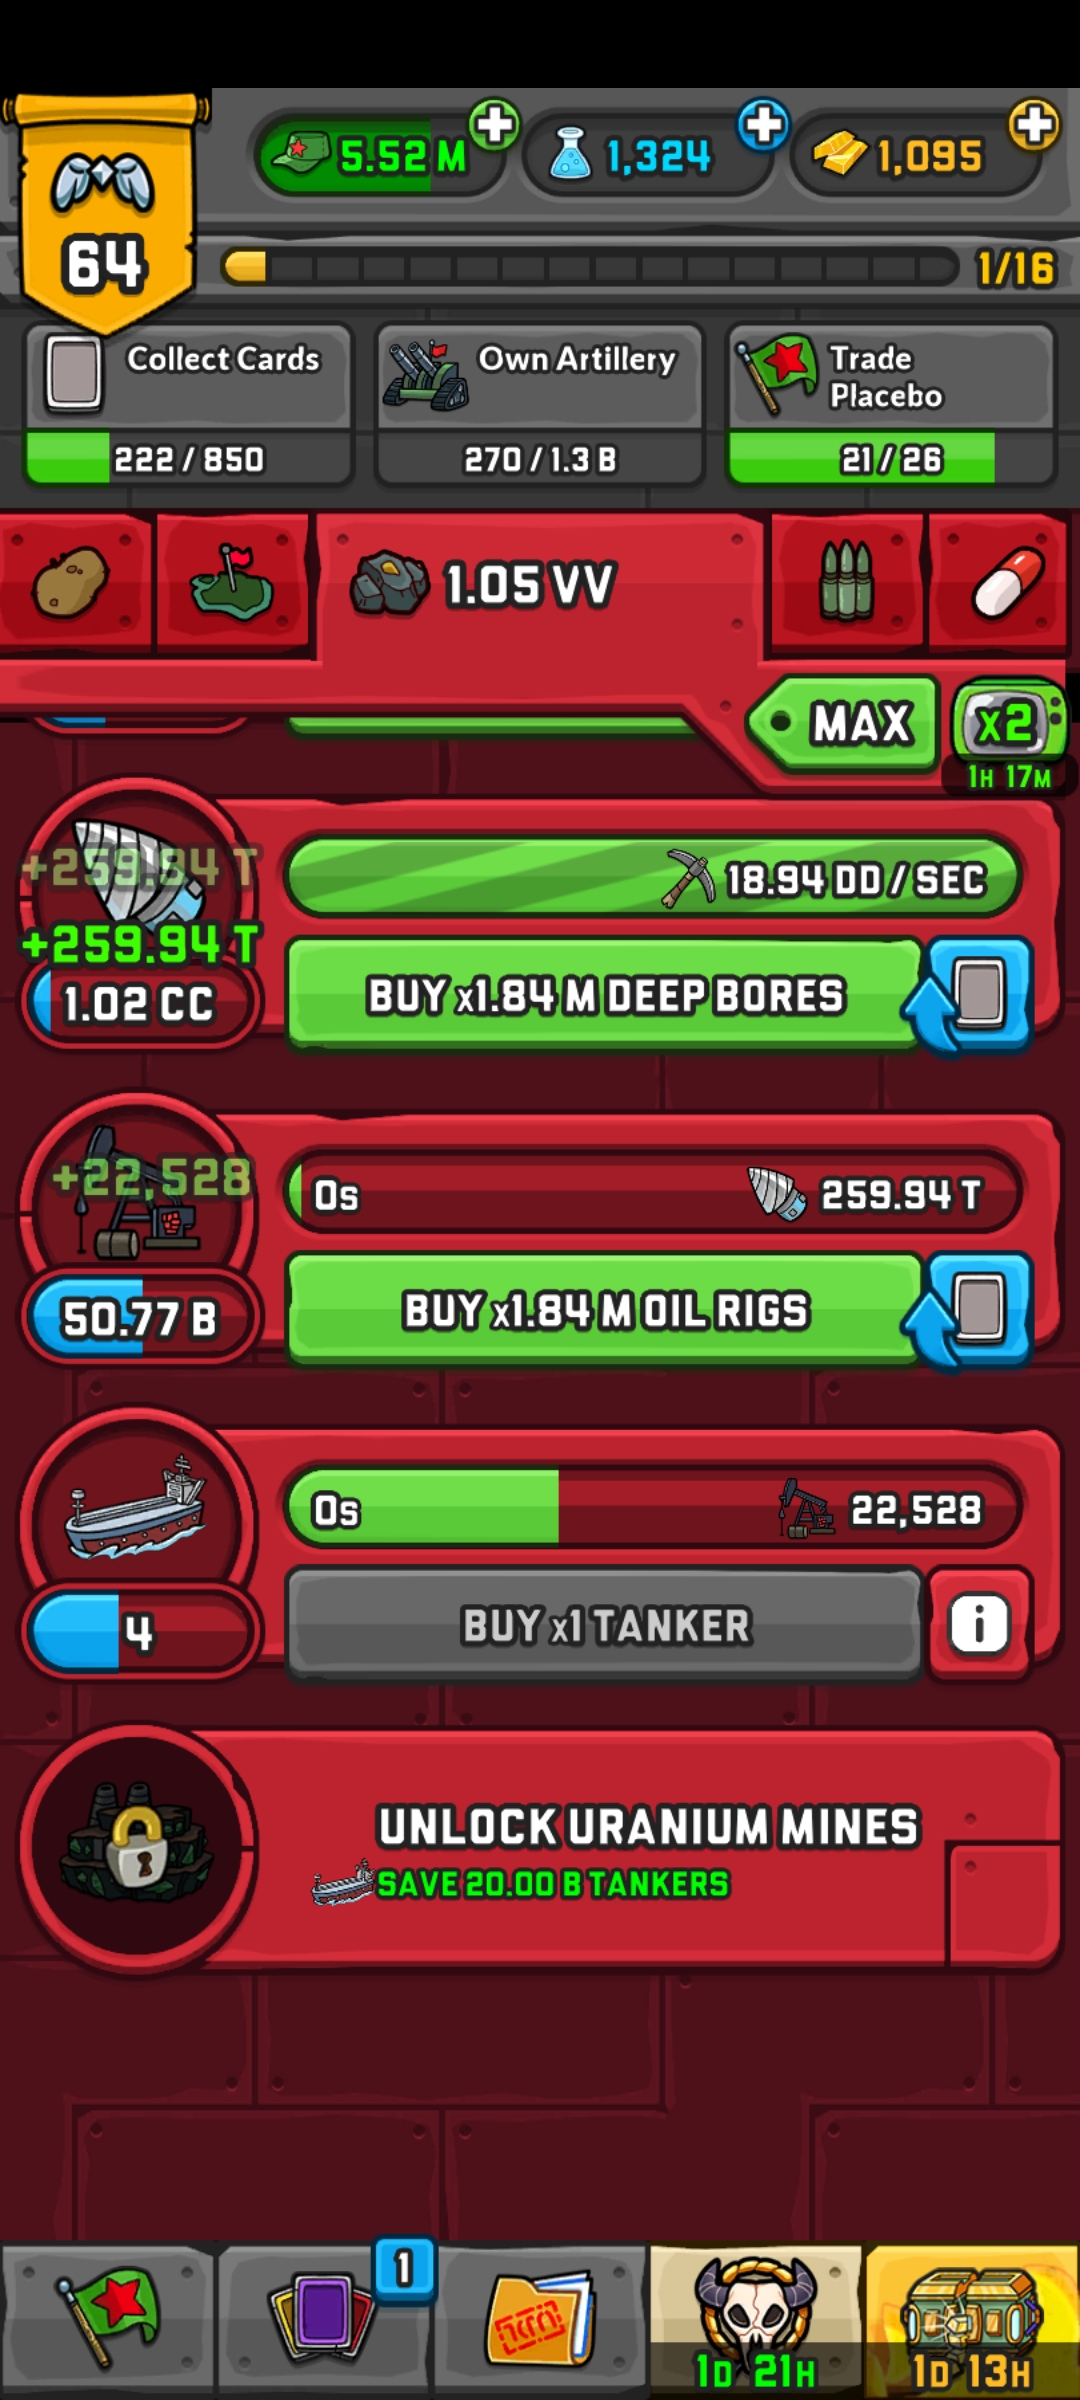 5.52 M
1,324
1,095
64
1/16
Collect Cards
222 / 850
Own Artillery
270 / 1.3 B
Trade
Placebo
21 / 26
1.05 VV
MAX
x2
1H 17M
+259.94 T
+259.94 T
1.02 CC
18.94 DD / SEC
BUY x1.84 M DEEP BORES
+22,528
50.77 B
0s
259.94 T
BUY x1.84 M OIL RIGS
4
0s
22,528
BUY x1 TANKER
i
UNLOCK URANIUM MINES
SAVE 20.00 B TANKERS
1
1D 21H
1D 13H